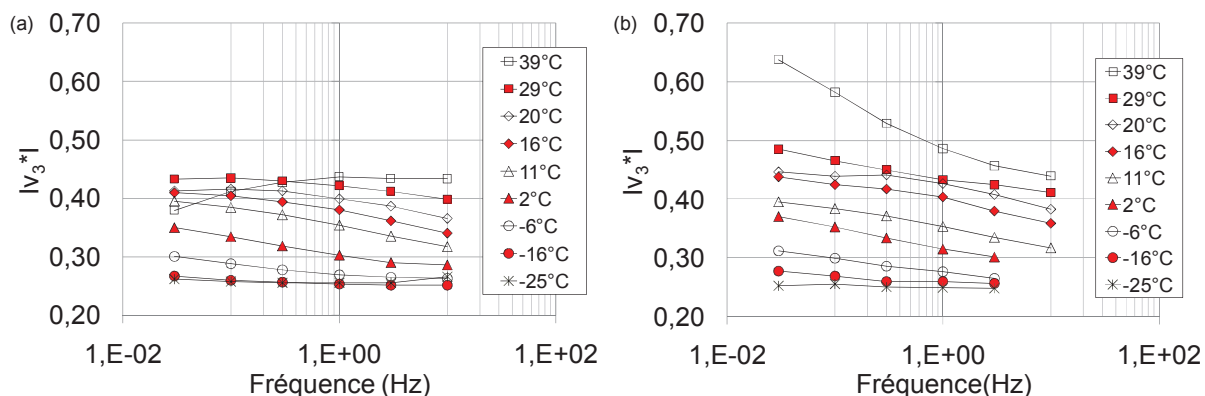 (a)
0,70
0,60
0,50
0,40
0,30
0,20
Iv3*I
1,E-02
1,E+00
1,E+02
Fréquence (Hz)
39°C
29°C
20°C
16°C
11°C
2°C
-6°C
-16°C
-25°C
(b)
0,70
0,60
0,50
0,40
0,30
0,20
Iv3*I
1,E-02
1,E+00
1,E+02
Fréquence(Hz)
39°C
29°C
20°C
16°C
11°C
2°C
-6°C
-16°C
-25°C